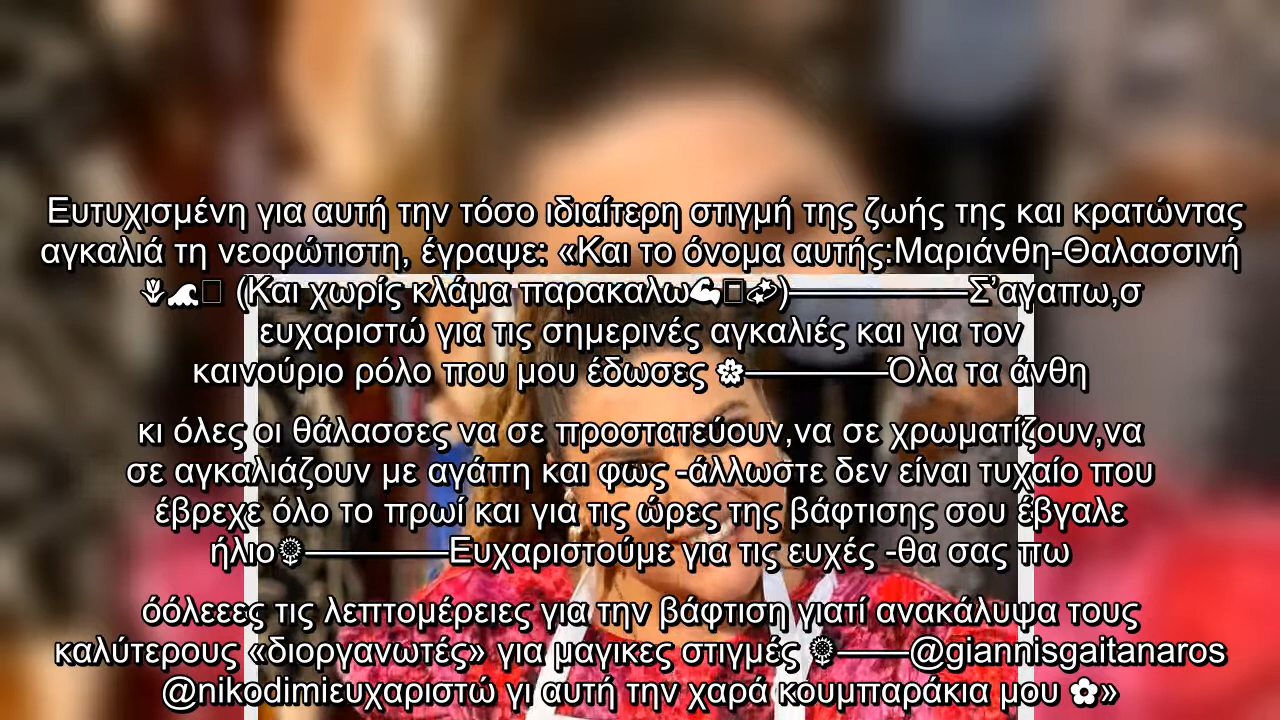 Ευτυχισμένη για αυτή την τόσο ιδιαίτερη στιγμή της ζωής της και κρατώντας
αγκαλιά τη νεοφώτιστη, έγραψε: «Και το όνομα αυτής:Μαριάνθη-Θαλασσινή
🌷🌊 (Και χωρίς κλάμα παρακαλω💪💫)—————Σ’αγαπω,σ
ευχαριστώ για τις σημερινές αγκαλιές και για τον
καινούριο ρόλο που μου έδωσες 🌸————Όλα τα άνθη
κι όλες οι θάλασσες να σε προστατεύουν,να σε χρωματίζουν,να
σε αγκαλιάζουν με αγάπη και φως -άλλωστε δεν είναι τυχαίο που
έβρεχε όλο το πρωί και για τις ώρες της βάφτισης σου έβγαλε
ήλιο🌻————Ευχαριστούμε για τις ευχές -θα σας πω
όόλεεες τις λεπτομέρειες για την βάφτιση γιατί ανακάλυψα τους
καλύτερους «διοργανωτές» για μαγικες στιγμές 🌻——@giannisgaitanaros
@nikodimiευχαριστώ γι αυτή την χαρά κουμπαράκια μου 🌼»